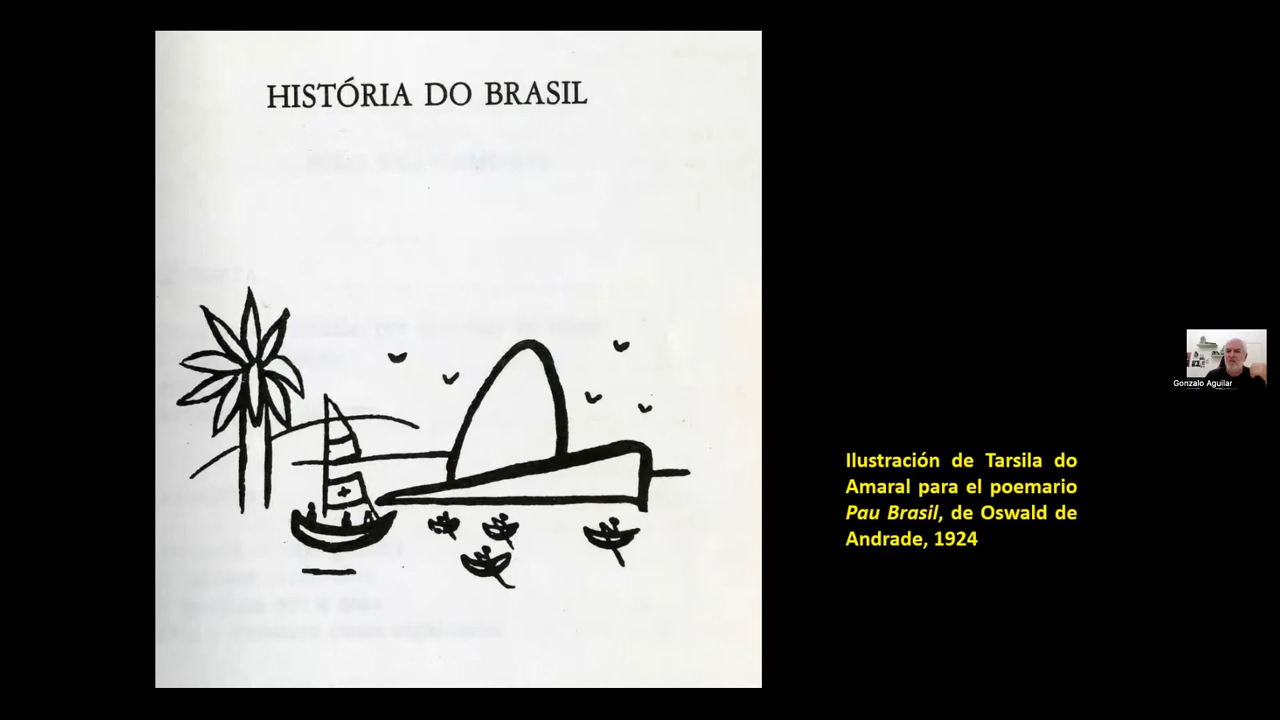 HISTÓRIA DO BRASIL
Ilustración de Tarsila do
Amaral para el poemario
Pau Brasil, de Oswald de
Andrade, 1924
Gonzalo Aguilar